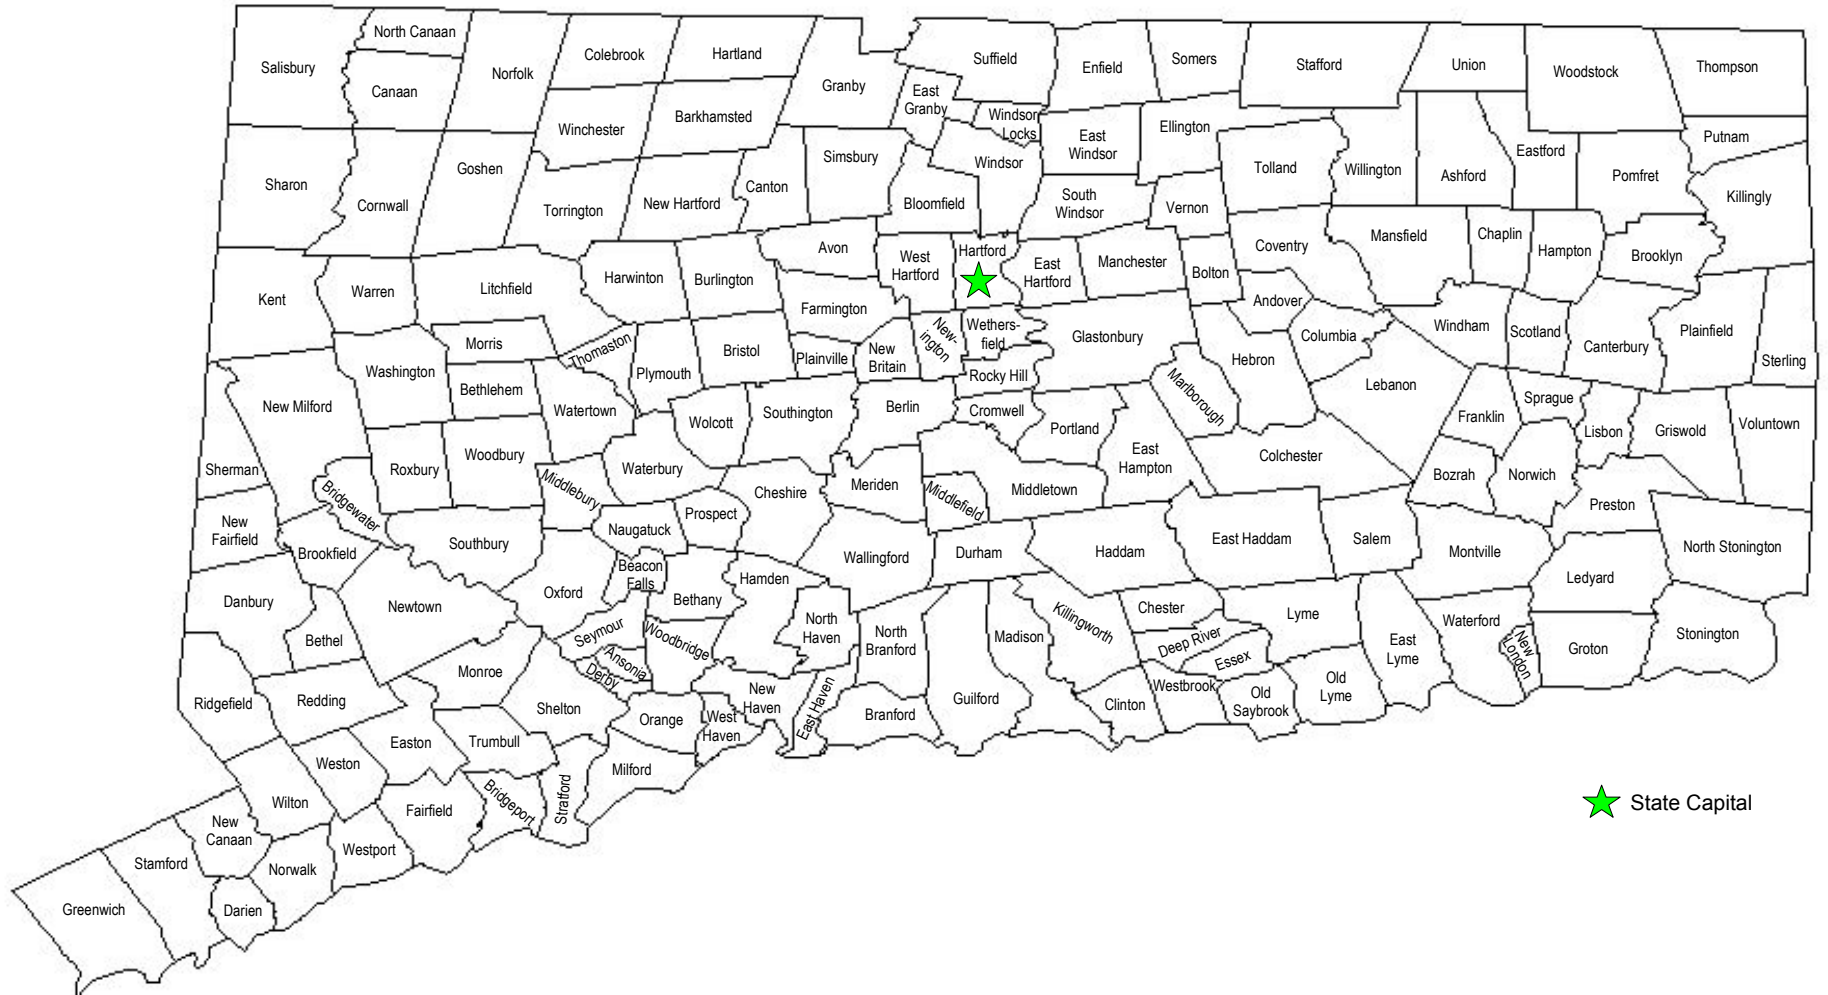 North Canaan
Colebrook
Hartland
Suffield
Enfield
Somers
Stafford
Union
Woodstock
Thompson
Salisbury
Canaan
Norfolk
Granby
East
Granby
Windsor
Locks
Winchester
Barkhamsted
East
Windsor
Ellington
Simsbury
Windsor
Tolland
Willington
Ashford
Eastford
Pomfret
Putnam
Killingly
Sharon
Cornwall
Goshen
Torrington
New Hartford
Canton
Bloomfield
South
Windsor
Vernon
Coventry
Mansfield
Chaplin
Hampton
Brooklyn
Kent
Warren
Litchfield
Harwinton
Burlington
Avon
West
Hartford
Hartford
East
Hartford
Manchester
Bolton
Andover
Farmington
New-
ington
Wethers-
field
Glastonbury
Columbia
Windham
Scotland
Canterbury
Plainfield
Sterling
Morris
Thomaston
Plymouth
Bristol
Plainville
New
Britain
Rocky Hill
Marlborough
Hebron
Lebanon
Washington
Bethlehem
Watertown
Wolcott
Southington
Berlin
Cromwell
Portland
East
Hampton
Colchester
Franklin
Sprague
Lisbon
Griswold
Voluntown
New Milford
Sherman
Roxbury
Woodbury
Waterbury
Middlebury
Cheshire
Meriden
Middlefield
Middletown
Bozrah
Norwich
Preston
Bridgewater
New
Fairfield
Brookfield
Southbury
Naugatuck
Prospect
Wallingford
Durham
Haddam
East Haddam
Salem
Montville
North Stonington
Ledyard
Danbury
Bethel
Newtown
Oxford
Beacon
Falls
Bethany
Hamden
North
Haven
North
Branford
Madison
Killingworth
Chester
Deep River
Essex
Lyme
East
Lyme
Waterford
New
London
Groton
Stonington
Seymour
Woodbridge
Ansonia
Derby
Monroe
Ridgefield
Redding
Shelton
Orange
West
Haven
New
Haven
East Haven
Branford
Guilford
Clinton
Westbrook
Old
Saybrook
Old
Lyme
Easton
Trumbull
Weston
Milford
Stratford
Bridgeport
Fairfield
Wilton
New
Canaan
Westport
Norwalk
Stamford
Darien
Greenwich
State Capital